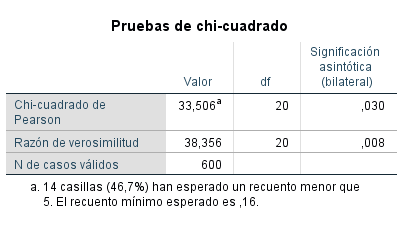 Pruebas de chi-cuadrado
Significación
asintótica
(bilateral)
Valor df
Chi-cuadrado de
Pearson
33,506a 20 ,030
Razón de verosimilitud 38,356 20 ,008
N de casos válidos 600
a. 14 casillas (46,7%) han esperado un recuento menor que
5. El recuento mínimo esperado es ,16.